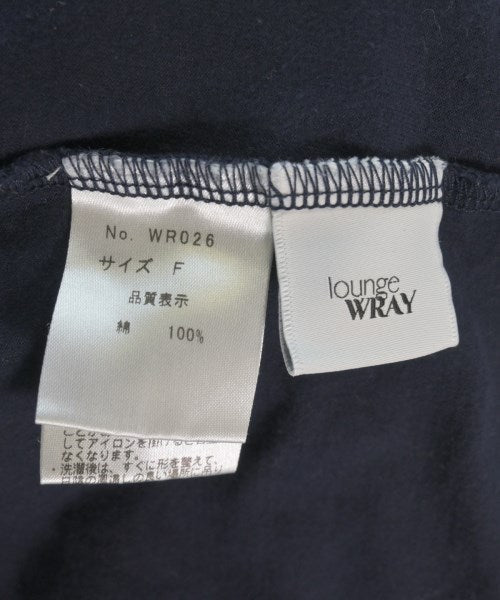 No. WR026
サイズ F
品質表示
綿 100%
してアイロンを
なくなります。
・洗濯後は、すぐに形を整えて、
lounge
WRAY